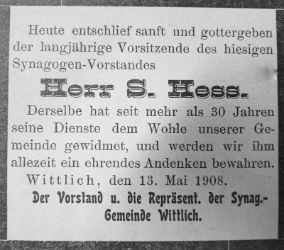 Heute entschlief sanft und gottergeben
der langjährige Vorsitzende des hiesigen
Synagogen-Vorstandes
Herr S. Hess.
Derselbe hat seit mehr als 30 Jahren
seine Dienste dem Wohle unserer Ge-
meinde gewidmet, und werden wir ihm
allezeit ein ehrendes Andenken bewahren.
Wittlich, den 13. Mai 1908.
Der Vorstand u. die Repräsent. der Synag.-
Gemeinde Wittlich.